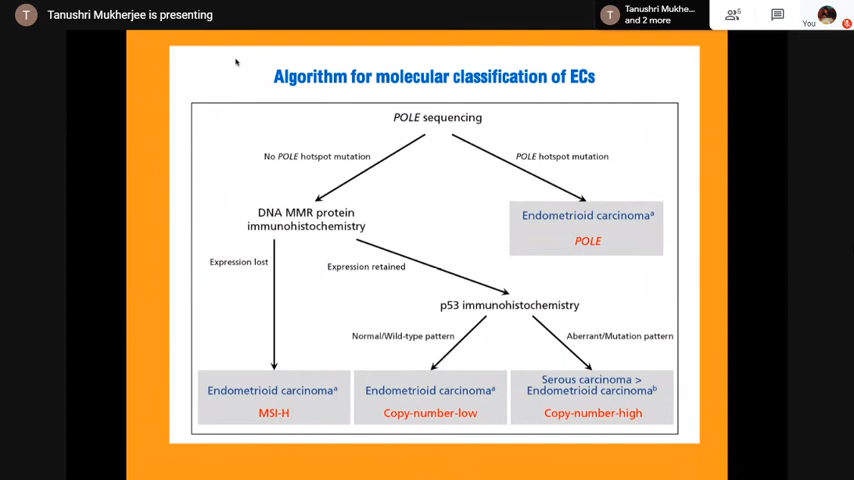 Tanushri Mukherjee is presenting
Tanushri Mukhe...
and 2 more
6
You
T
T
Algorithm for molecular classification of ECs
POLE sequencing
No POLE hotspot mutation
POLE hotspot mutation
DNA MMR protein
immunohistochemistry
Endometrioid carcinomaᵃ
POLE
Expression lost
Expression retained
p53 immunohistochemistry
Normal/Wild-type pattern
Aberrant/Mutation pattern
Endometrioid carcinomaᵃ
MSI-H
Endometrioid carcinomaᵃ
Copy-number-low
Serous carcinoma >
Endometrioid carcinomaᵇ
Copy-number-high